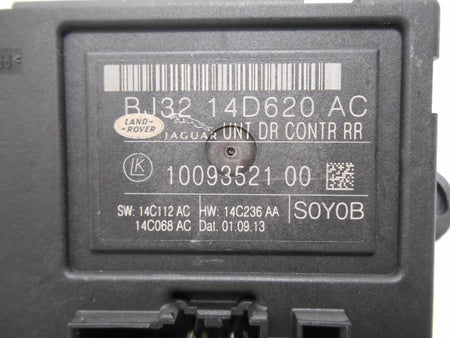 BJ32 14D620 AC
LAND-
ROVER
JAGUAR UNT DR CONTR RR
LK 10093521 00
SW: 14C112 AC HW: 14C236 AA S0Y0B
14C068 AC Dat. 01.09.13